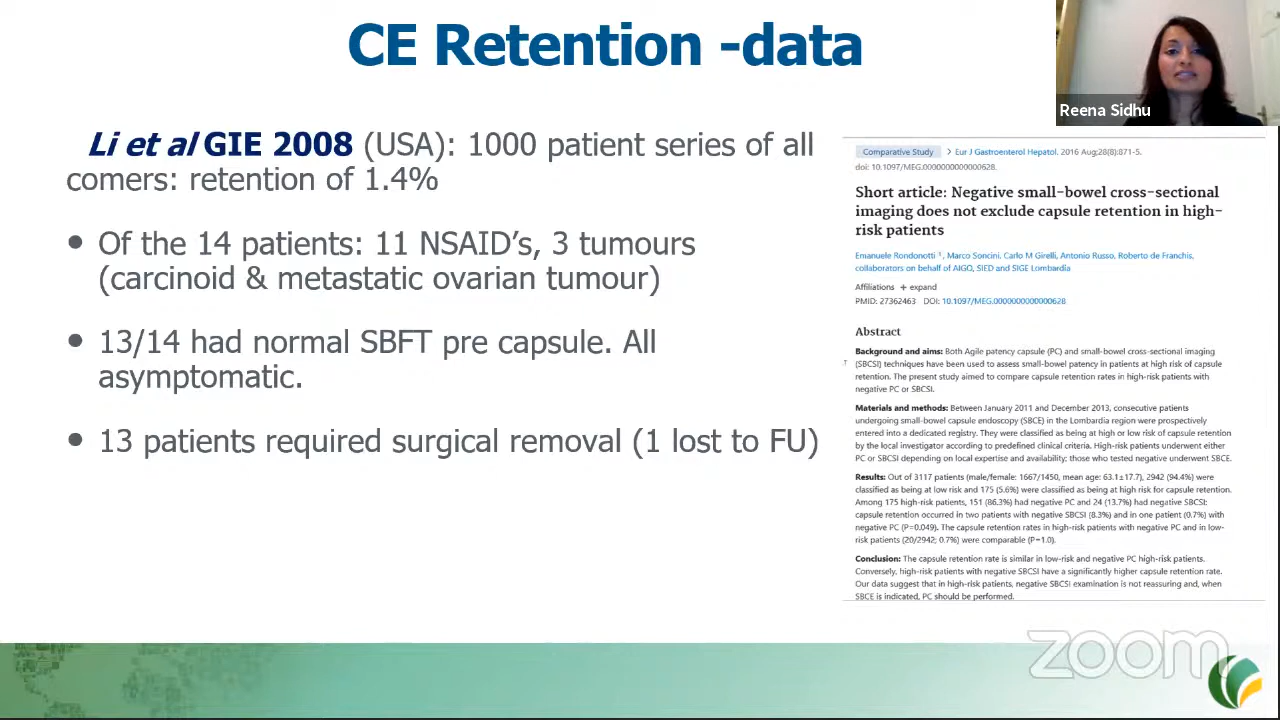 CE Retention -data
Reena Sidhu
Li et al GIE 2008 (USA): 1000 patient series of all
comers: retention of 1.4%
• Of the 14 patients: 11 NSAID's, 3 tumours
(carcinoid & metastatic ovarian tumour)
• 13/14 had normal SBFT pre capsule. All
asymptomatic.
• 13 patients required surgical removal (1 lost to FU)
Comparative Study > Eur J Gastroenterol Hepatol. 2016 Aug;28(8):871-5.
doi: 10.1097/MEG.0000000000000628.
Short article: Negative small-bowel cross-sectional
imaging does not exclude capsule retention in high-
risk patients
Emanuele Rondonotti 1, Marco Soncini, Carlo M Girelli, Antonio Russo, Roberto de Franchis,
collaborators on behalf of AIGO, SIED and SIGE Lombardia
Affiliations + expand
PMID: 27362463 DOI: 10.1097/MEG.0000000000000628
Abstract
Background and aims: Both Agile patency capsule (PC) and small-bowel cross-sectional imaging
(SBCSI) techniques have been used to assess small-bowel patency in patients at high risk of capsule
retention. The present study aimed to compare capsule retention rates in high-risk patients with
negative PC or SBCSI.
Materials and methods: Between January 2011 and December 2013, consecutive patients
undergoing small-bowel capsule endoscopy (SBCE) in the Lombardia region were prospectively
entered into a dedicated registry. They were classified as being at high or low risk of capsule retention
by the local investigator according to predefined clinical criteria. High-risk patients underwent either
PC or SBCSI depending on local expertise and availability; those who tested negative underwent SBCE.
Results: Out of 3117 patients (male/female: 1667/1450, mean age: 63.1±17.7), 2942 (94.4%) were
classified as being at low risk and 175 (5.6%) were classified as being at high risk for capsule retention.
Among 175 high-risk patients, 151 (86.3%) had negative PC and 24 (13.7%) had negative SBCSI:
capsule retention occurred in two patients with negative SBCSI (8.3%) and in one patient (0.7%) with
negative PC (P=0.049). The capsule retention rates in high-risk patients with negative PC and in low-
risk patients (20/2942; 0.7%) were comparable (P=1.0).
Conclusion: The capsule retention rate is similar in low-risk and negative PC high-risk patients.
Conversely, high-risk patients with negative SBCSI have a significantly higher capsule retention rate.
Our data suggest that in high-risk patients, negative SBCSI examination is not reassuring and, when
SBCE is indicated, PC should be performed.
zoom